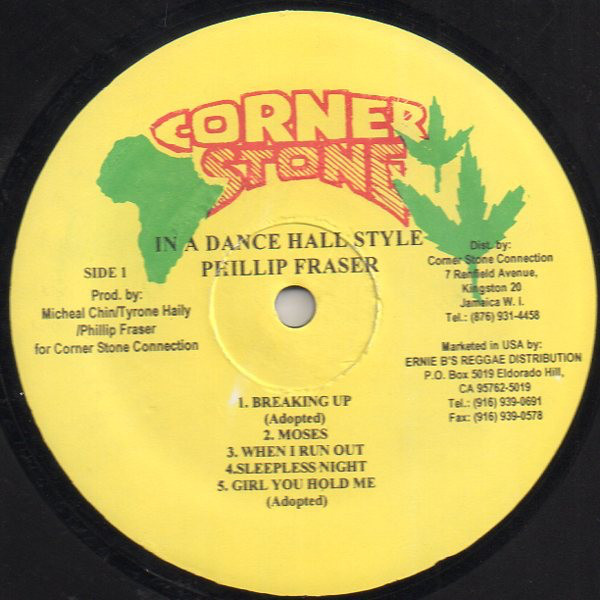 CORNER
STONE
IN A DANCE HALL STYLE
PHILLIP FRASER
SIDE 1
Prod. by:
Micheal Chin/Tyrone Haily
/Phillip Fraser
for Corner Stone Connection
Dist. by:
Corner Stone Connection
7 Renfield Avenue,
Kingston 20
Jamaica W. I.
Tel.: (876) 931-4458
Marketed in USA by:
ERNIE B'S REGGAE DISTRIBUTION
P.O. Box 5019 Eldorado Hill,
CA 95762-5019
Tel.: (916) 939-0691
Fax: (916) 939-0578
1. BREAKING UP
(Adopted)
2. MOSES
3. WHEN I RUN OUT
4.SLEEPLESS NIGHT
5. GIRL YOU HOLD ME
(Adopted)